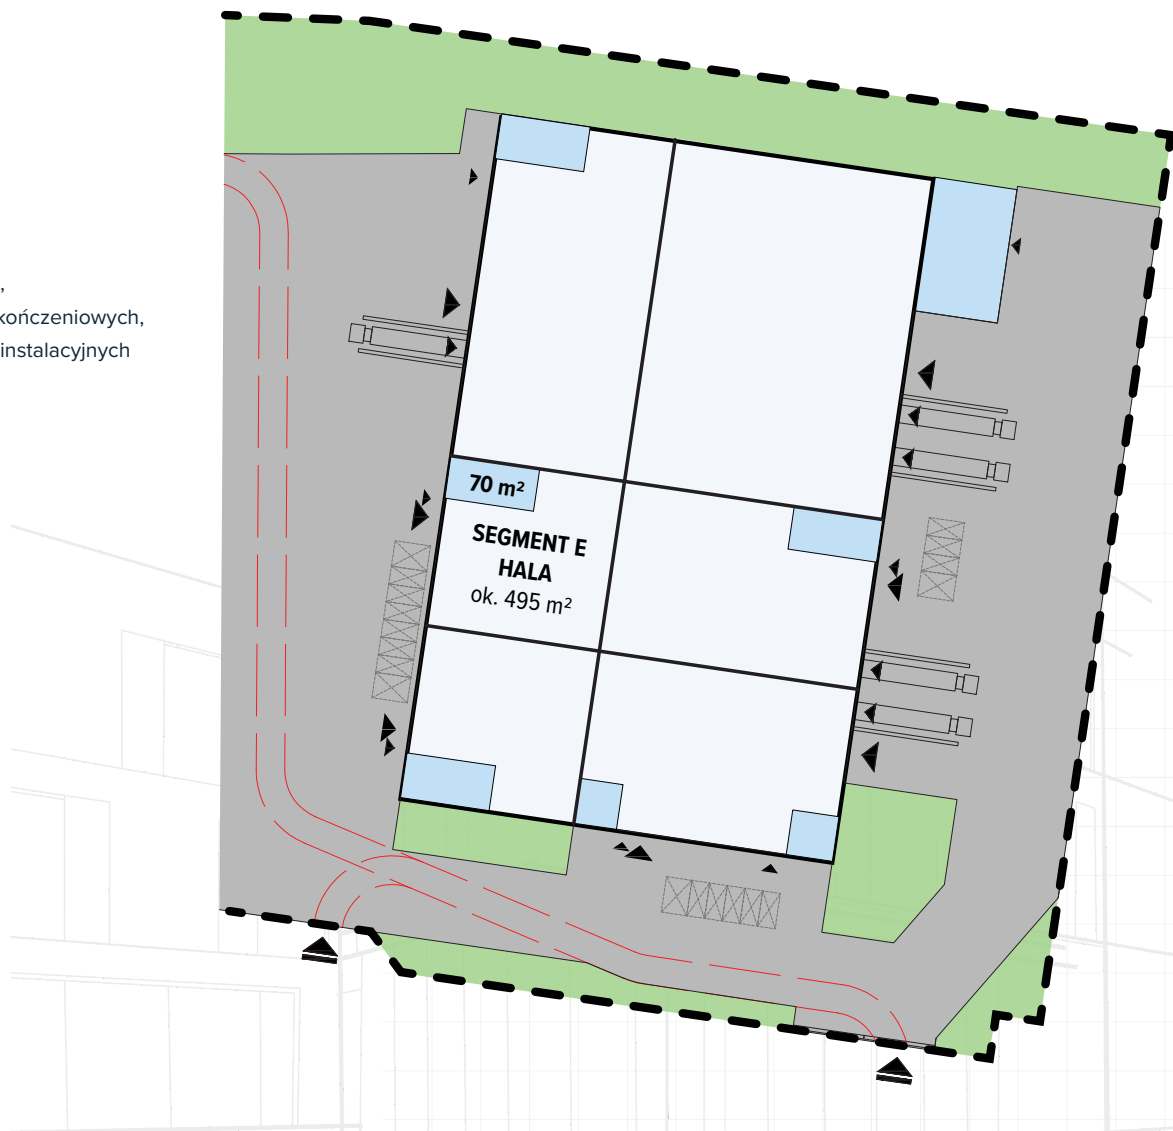 ,
kończeniowych,
instalacyjnych
70 m²
SEGMENT E
HALA
ok. 495 m²